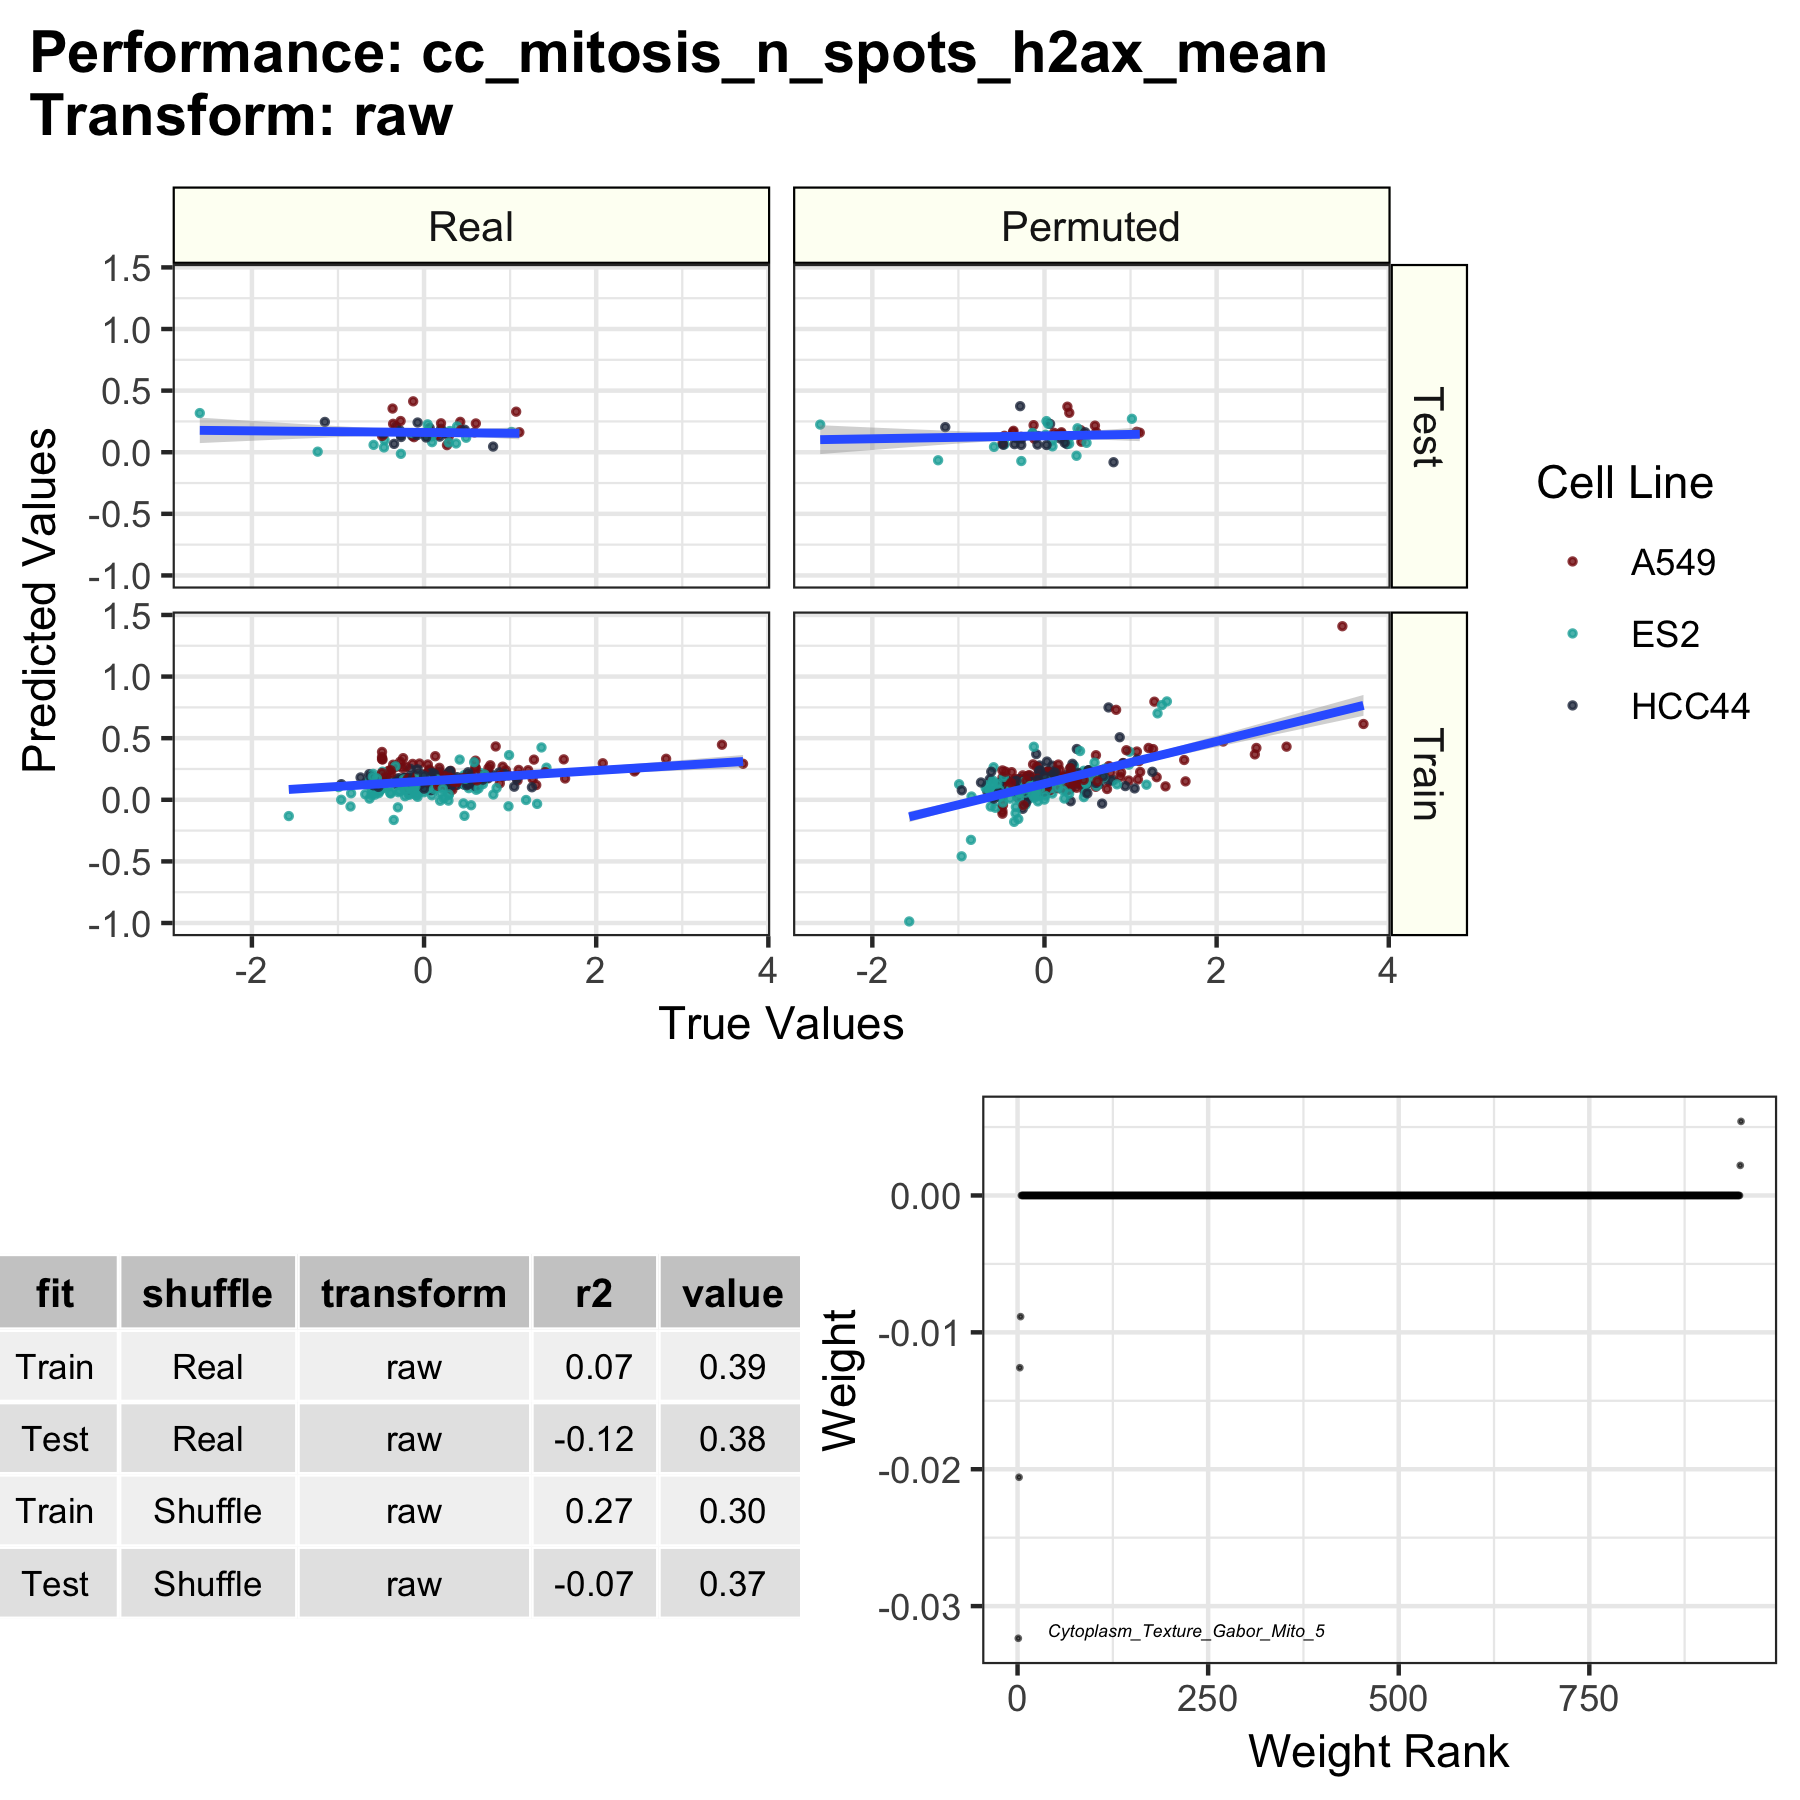 Performance: cc_mitosis_n_spots_h2ax_mean
Transform: raw
Real
Permuted
1.5
1.0
0.5
0.0
-0.5
-1.0
Test
1.5
1.0
0.5
0.0
-0.5
-1.0
Train
Predicted Values
-2
0
2
4
-2
0
2
4
True Values
Cell Line
A549
ES2
HCC44
fit shuffle transform r2 value
Train Real raw 0.07 0.39
Test Real raw -0.12 0.38
Train Shuffle raw 0.27 0.30
Test Shuffle raw -0.07 0.37
Weight
0.00
-0.01
-0.02
-0.03
Cytoplasm_Texture_Gabor_Mito_5
0
250
500
750
Weight Rank